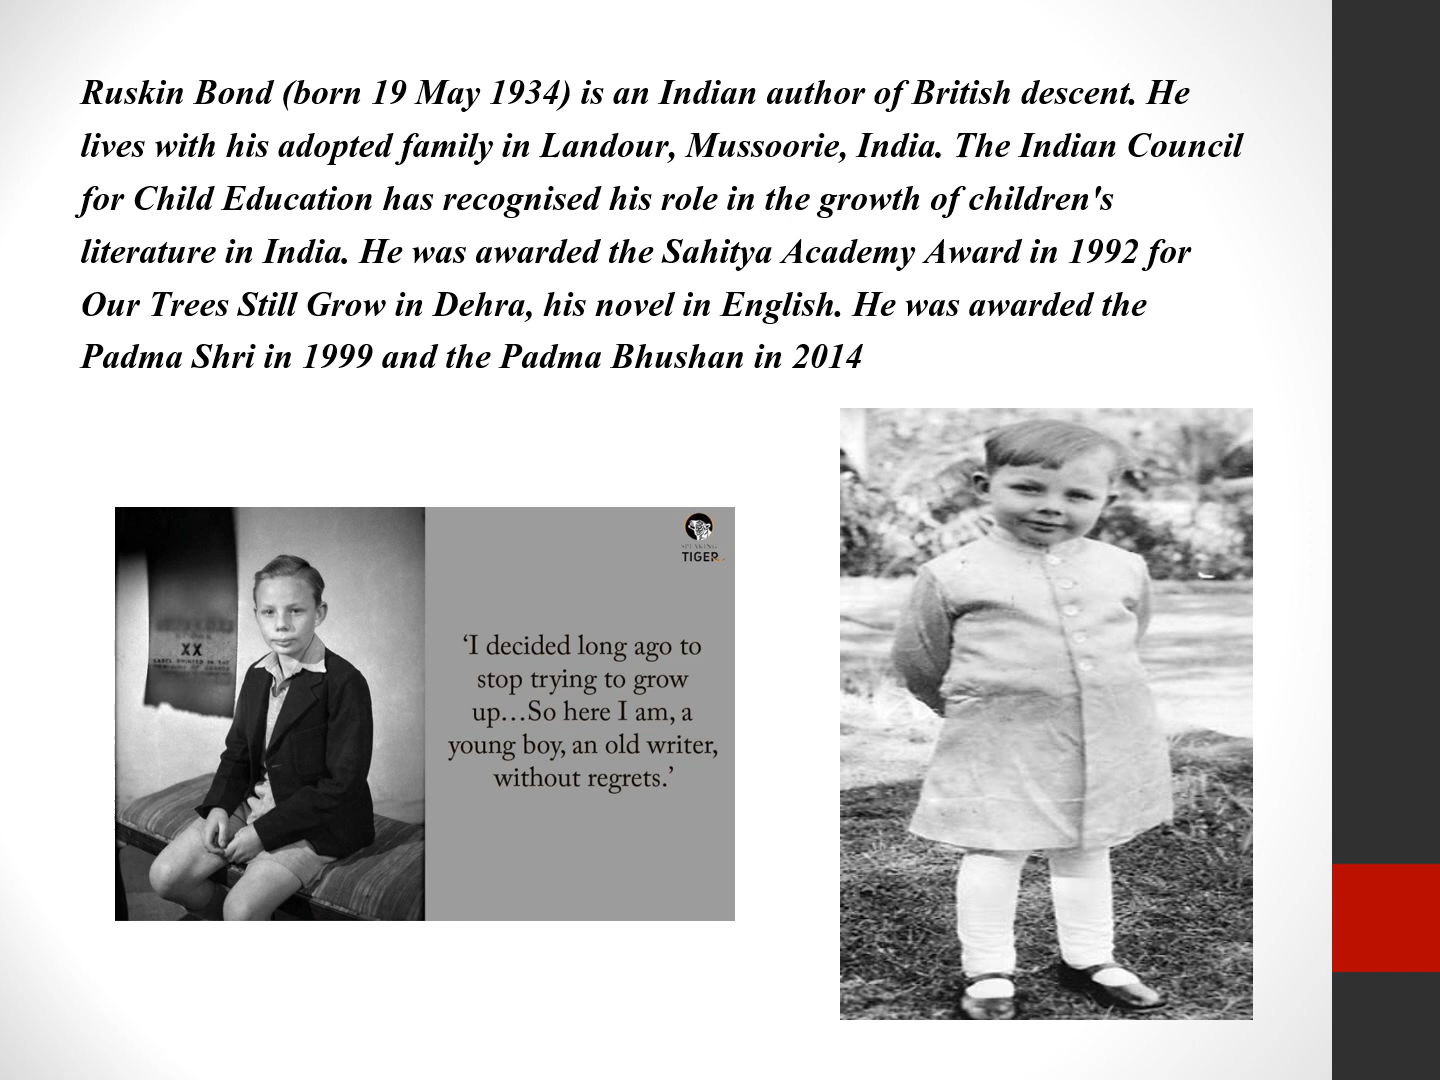 Ruskin Bond (born 19 May 1934) is an Indian author of British descent. He
lives with his adopted family in Landour, Mussoorie, India. The Indian Council
for Child Education has recognised his role in the growth of children's
literature in India. He was awarded the Sahitya Academy Award in 1992 for
Our Trees Still Grow in Dehra, his novel in English. He was awarded the
Padma Shri in 1999 and the Padma Bhushan in 2014
SPEAKING
TIGER
XX
‘I decided long ago to
stop trying to grow
up…So here I am, a
young boy, an old writer,
without regrets.’